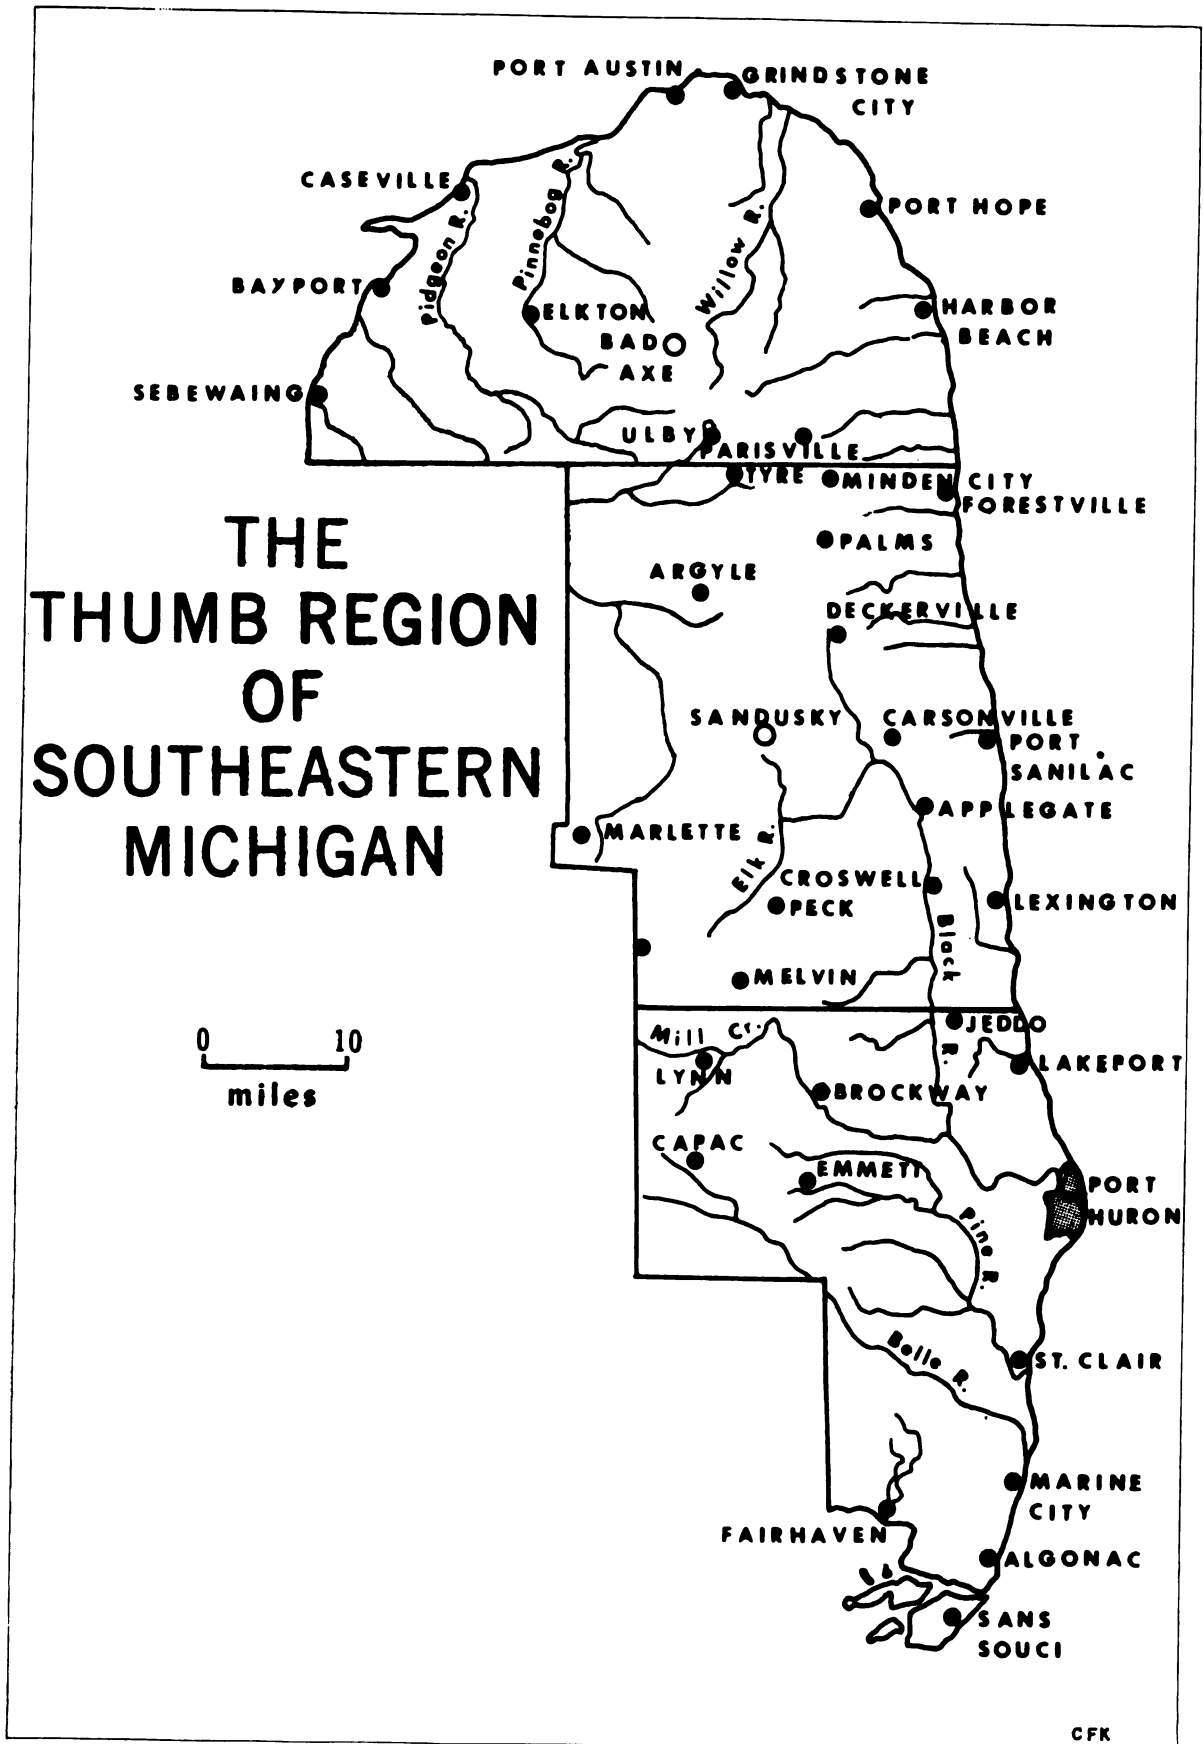 PORT AUSTIN
GRINDSTONE
CITY
CASEVILLE
Pidgeon R.
Pinnebog R.
Willow R.
PORT HOPE
BAYPORT
ELKTON
BAD
AXE
HARBOR
BEACH
SEBEWAING
ULBY
PARISVILLE
TYRE
MINDEN CITY
FORESTVILLE
THE
THUMB REGION
OF
SOUTHEASTERN
MICHIGAN
PALMS
ARGYLE
DECKERVILLE
SANDUSKY
CARSONVILLE
PORT
SANILAC
APPLEGATE
MARLETTE
Elk R.
CROSWELL
PECK
LEXINGTON
Black R.
MELVIN
0 10
miles
Mill Cr.
JEDDO
LYNN
LAKEPORT
BROCKWAY
CAPAC
EMMETT
PORT
HURON
Pine R.
Belle R.
ST. CLAIR
MARINE
CITY
FAIRHAVEN
ALGONAC
SANS
SOUCI
CFK